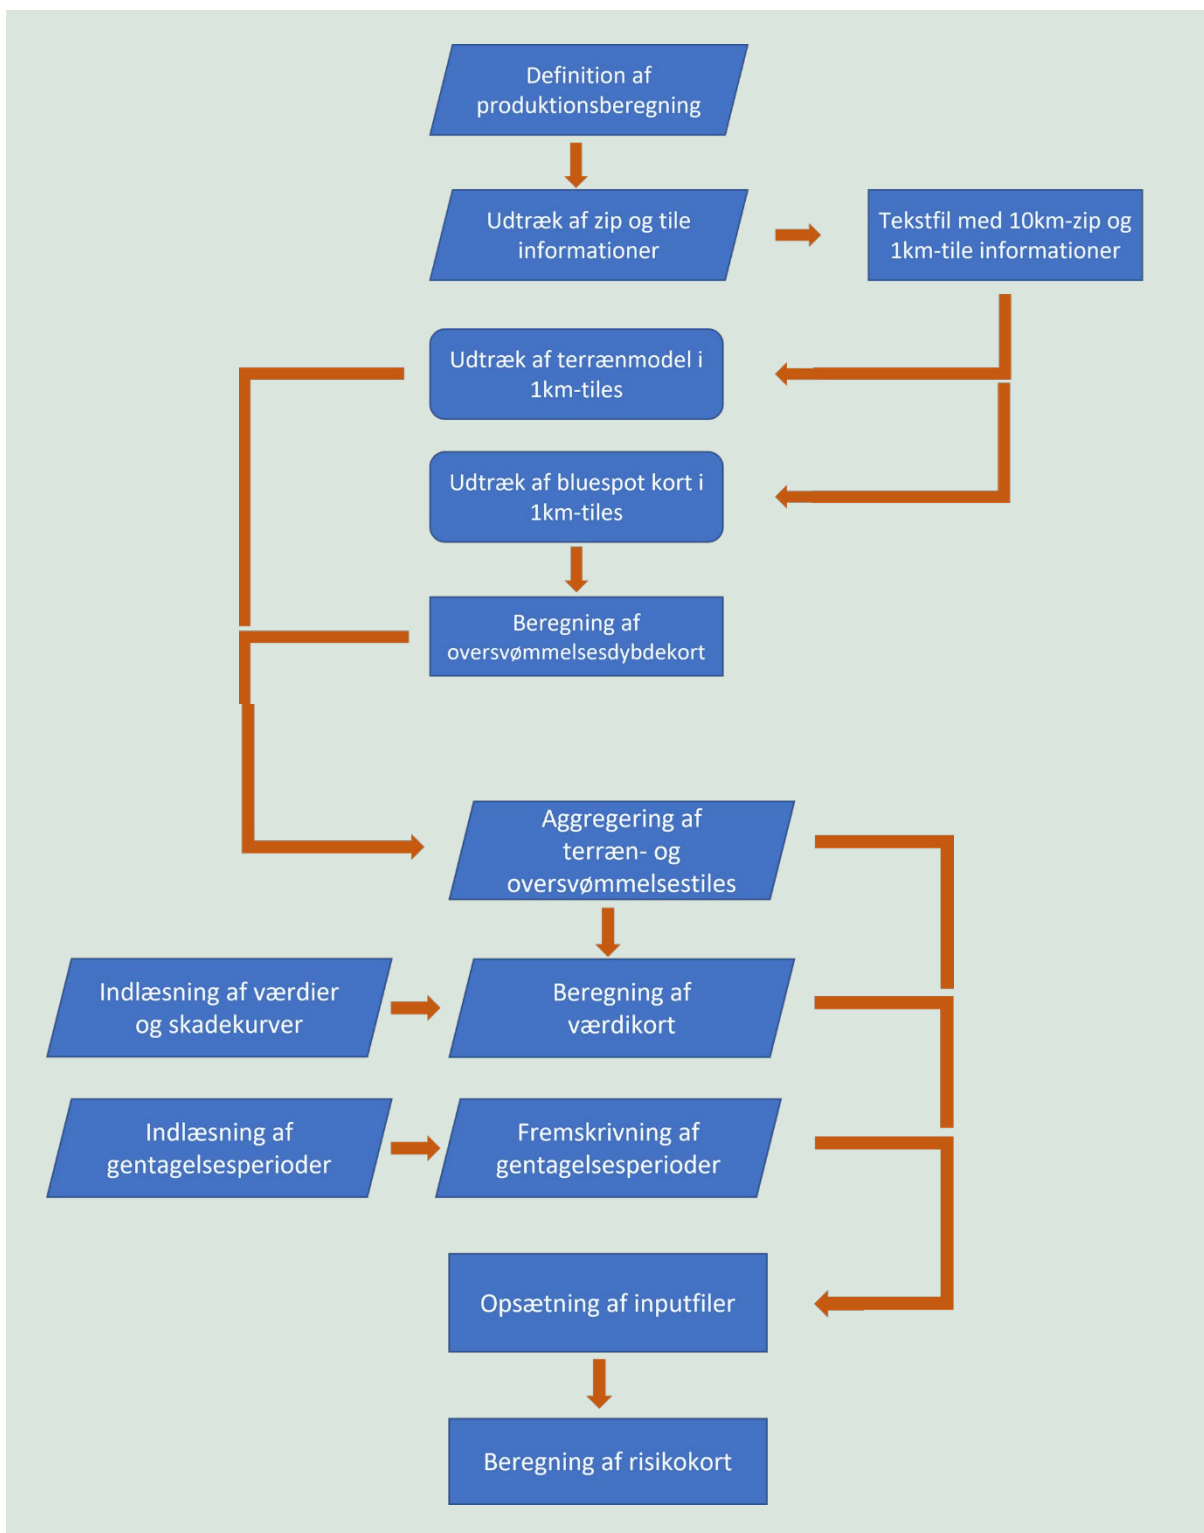 Definition af
produktionsberegning
Udtræk af zip og tile
informationer
Tekstfil med 10km-zip og
1km-tile informationer
Udtræk af terrænmodel i
1km-tiles
Udtræk af bluespot kort i
1km-tiles
Beregning af
oversvømmelsesdybdekort
Aggregering af
terræn- og
oversvømmelsestiles
Indlæsning af værdier
og skadekurver
Beregning af
værdikort
Indlæsning af
gentagelsesperioder
Fremskrivning af
gentagelsesperioder
Opsætning af inputfiler
Beregning af risikokort